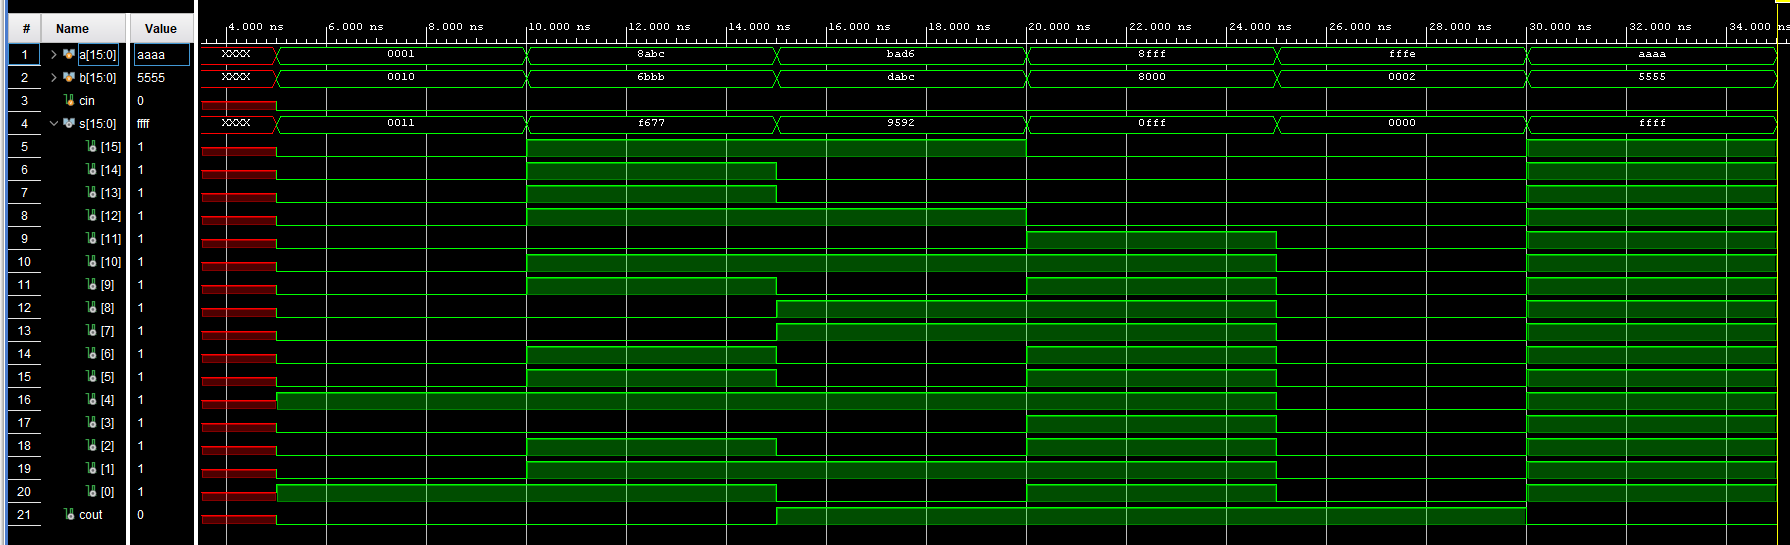 # Name Value 4.000 ns 6.000 ns 10.000 ns 12.000 ns 14.000 ns 16.000 ns 18.000 ns 20.000 ns 22.000 ns 24.000 ns 26.000 ns 28.000 ns 30.000 ns 32.000 ns 34.000 ns
1 a[15:0] aaaa XXXX 0001 8abc bad6 8fff fffe aaaa
2 b[15:0] 5555 XXXX 0010 6bbb dabc 8000 0002 5555
3 cin 0
4 s[15:0] ffff XXXX 0011 f677 9592 0fff 0000 ffff
5 [15] 1
6 [14] 1
7 [13] 1
8 [12] 1
9 [11] 1
10 [10] 1
11 [9] 1
12 [8] 1
13 [7] 1
14 [6] 1
15 [5] 1
16 [4] 1
17 [3] 1
18 [2] 1
19 [1] 1
20 [0] 1
21 cout 0